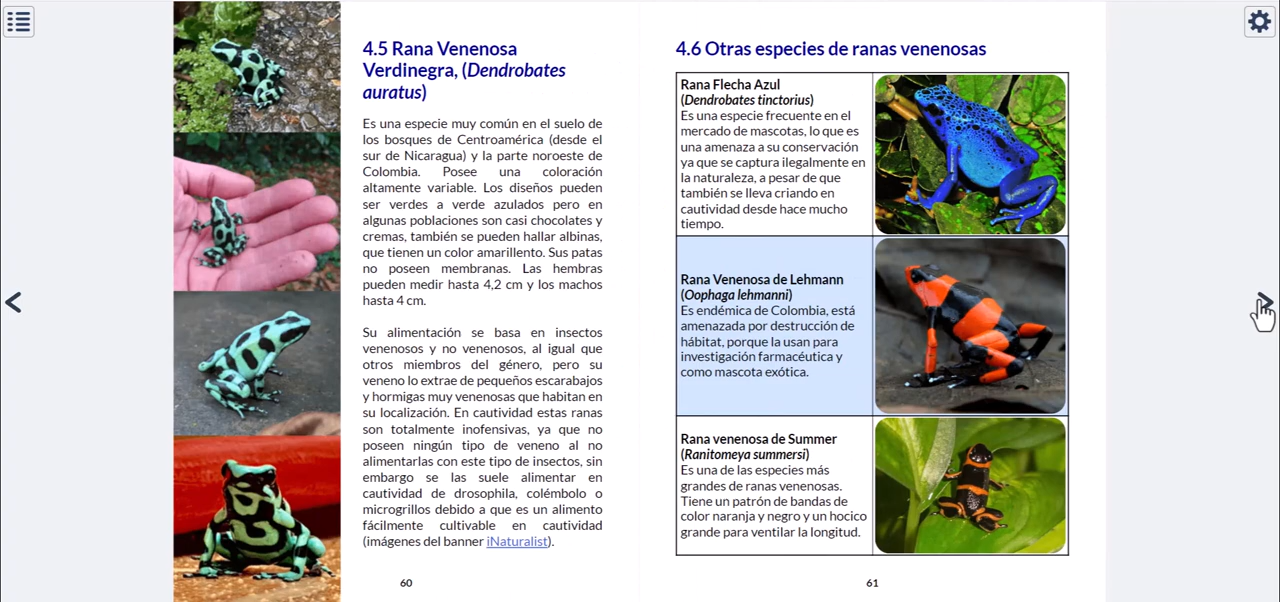 4.5 Rana Venenosa
Verdinegra, (Dendrobates
auratus)
Es una especie muy común en el suelo de
los bosques de Centroamérica (desde el
sur de Nicaragua) y la parte noroeste de
Colombia. Posee una coloración
altamente variable. Los diseños pueden
ser verdes a verde azulados pero en
algunas poblaciones son casi chocolates y
cremas, también se pueden hallar albinas,
que tienen un color amarillento. Sus patas
no poseen membranas. Las hembras
pueden medir hasta 4,2 cm y los machos
hasta 4 cm.
Su alimentación se basa en insectos
venenosos y no venenosos, al igual que
otros miembros del género, pero su
veneno lo extrae de pequeños escarabajos
y hormigas muy venenosas que habitan en
su localización. En cautividad estas ranas
son totalmente inofensivas, ya que no
poseen ningún tipo de veneno al no
alimentarlas con este tipo de insectos, sin
embargo se las suele alimentar en
cautividad de drosophila, colémbolo o
microgrillos debido a que es un alimento
fácilmente cultivable en cautividad
(imágenes del banner iNaturalist).
60
4.6 Otras especies de ranas venenosas
Rana Flecha Azul
(Dendrobates tinctorius)
Es una especie frecuente en el
mercado de mascotas, lo que es
una amenaza a su conservación
ya que se captura ilegalmente en
la naturaleza, a pesar de que
también se lleva criando en
cautividad desde hace mucho
tiempo.
Rana Venenosa de Lehmann
(Oophaga lehmanni)
Es endémica de Colombia, está
amenazada por destrucción de
hábitat, porque la usan para
investigación farmacéutica y
como mascota exótica.
Rana venenosa de Summer
(Ranitomeya summersi)
Es una de las especies más
grandes de ranas venenosas.
Tiene un patrón de bandas de
color naranja y negro y un hocico
grande para ventilar la longitud.
61